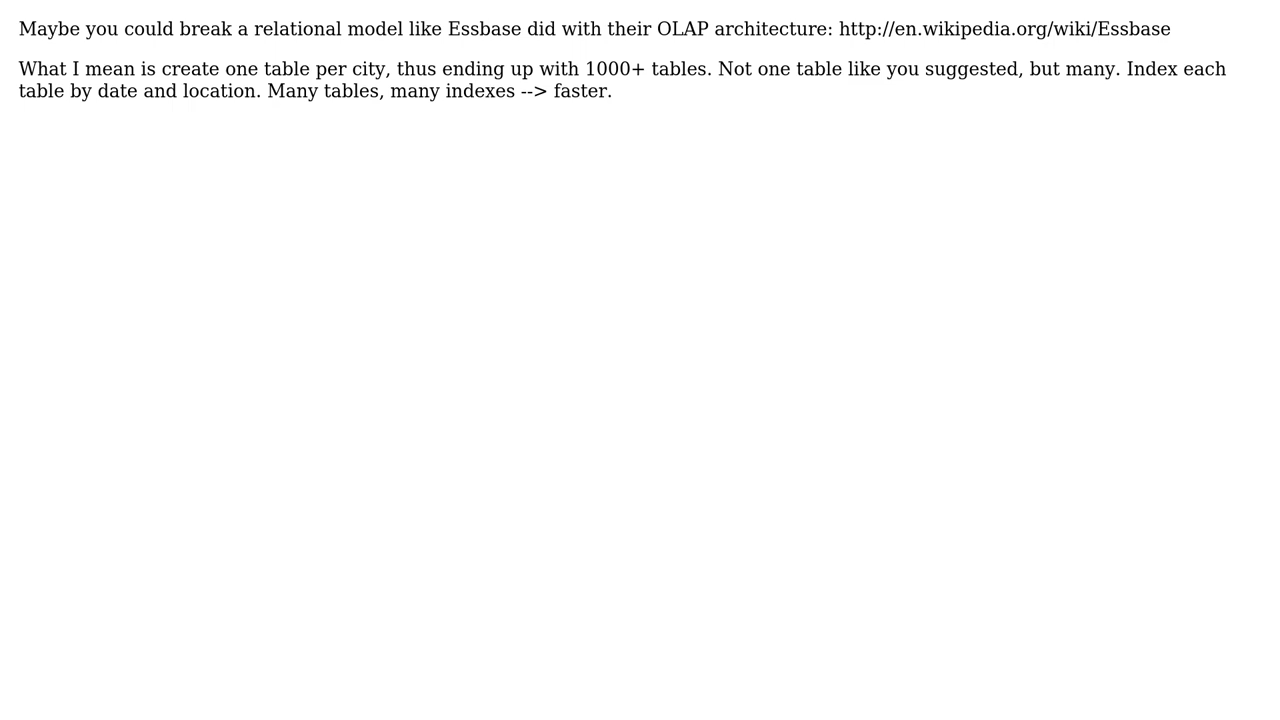 Maybe you could break a relational model like Essbase did with their OLAP architecture: http://en.wikipedia.org/wiki/Essbase
What I mean is create one table per city, thus ending up with 1000+ tables. Not one table like you suggested, but many. Index each
table by date and location. Many tables, many indexes --> faster.